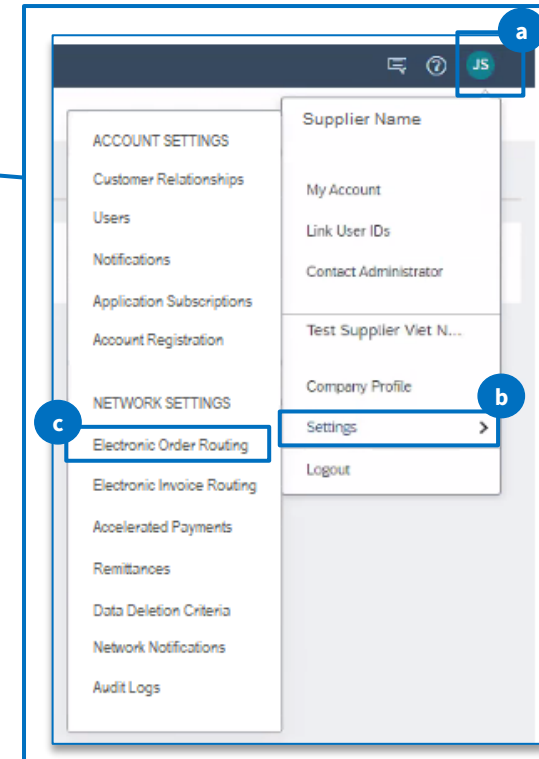 a
JS
Supplier Name
My Account
Link User IDs
Contact Administrator
Test Supplier Viet N...
Company Profile
b
Settings
Logout
ACCOUNT SETTINGS
Customer Relationships
Users
Notifications
Application Subscriptions
Account Registration
NETWORK SETTINGS
c
Electronic Order Routing
Electronic Invoice Routing
Accelerated Payments
Remittances
Data Deletion Criteria
Network Notifications
Audit Logs